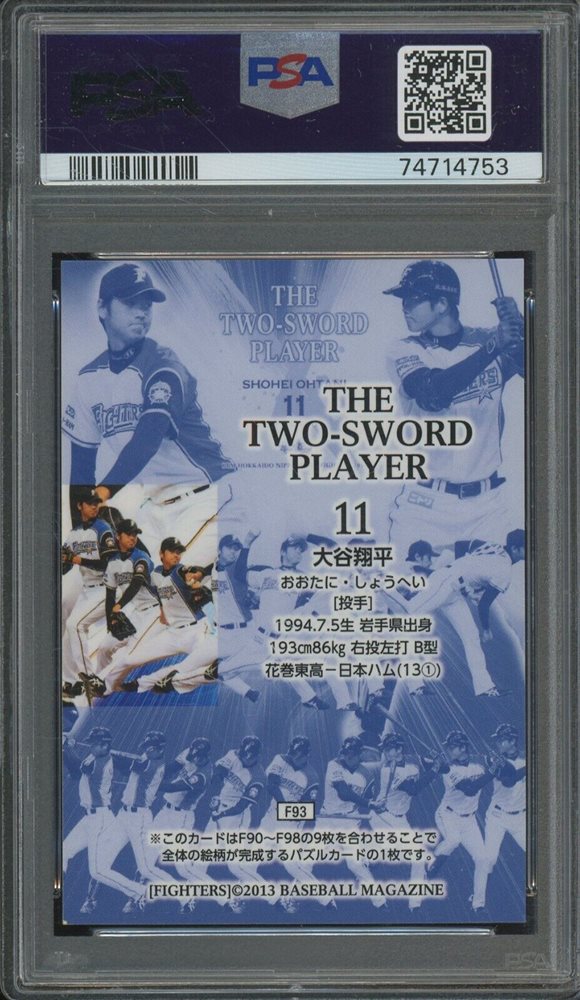 PSA
PSA
74714753
THE
TWO-SWORD
PLAYER
SHOHEI OHTANI
11
THE
TWO-SWORD
PLAYER
11
大谷翔平
おおたに・しょうへい
[投手]
1994.7.5生 岩手県出身
193cm86kg 右投左打 B型
花巻東高－日本ハム(13①)
F93
※このカードはF90～F98の9枚を合わせることで
全体の絵柄が完成するパズルカードの1枚です。
[FIGHTERS]©2013 BASEBALL MAGAZINE
PSA